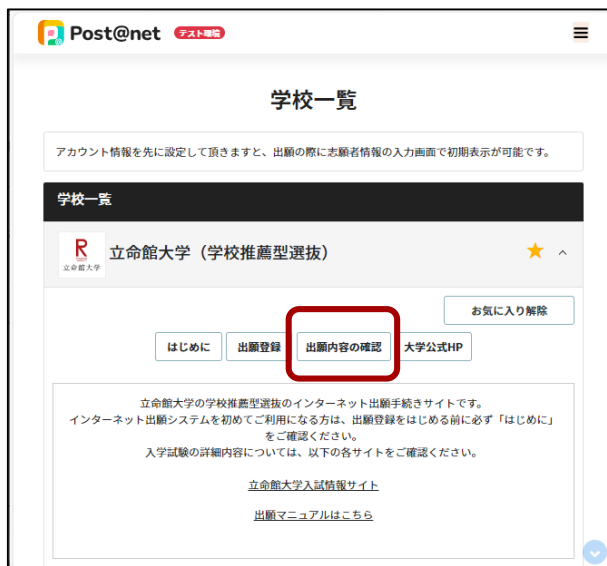 Post@net テスト環境
学校一覧
アカウント情報を先に設定して頂きますと、出願の際に志願者情報の入力画面で初期表示が可能です。
学校一覧
R
立命館大学
立命館大学（学校推薦型選抜）
お気に入り解除
はじめに 出願登録 出願内容の確認 大学公式HP
立命館大学の学校推薦型選抜のインターネット出願手続きサイトです。
インターネット出願システムを初めてご利用になる方は、出願登録をはじめる前に必ず「はじめに」
をご確認ください。
入学試験の詳細内容については、以下の各サイトをご確認ください。
立命館大学入試情報サイト
出願マニュアルはこちら